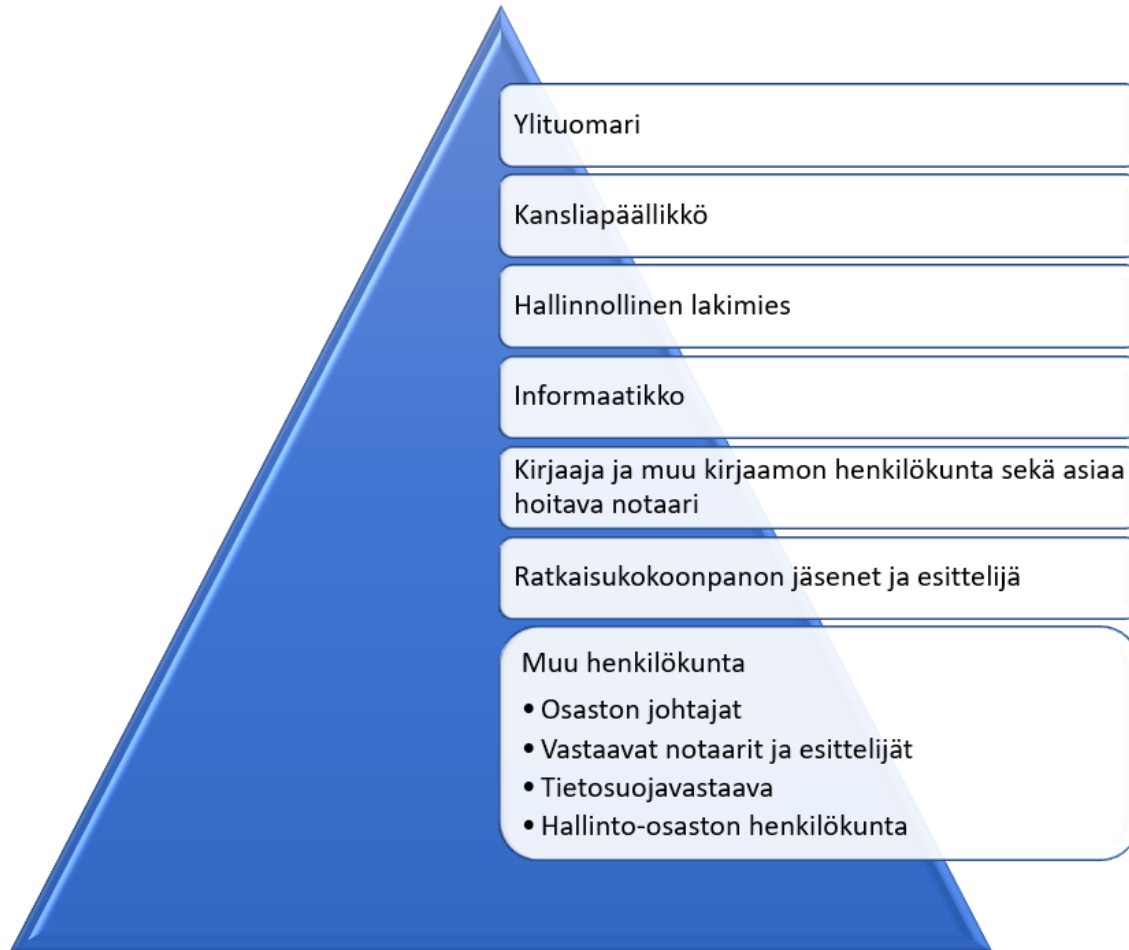 Ylituomari
Kansliapäällikkö
Hallinnollinen lakimies
Informaatikko
Kirjaaja ja muu kirjaamon henkilökunta sekä asiaa
hoitava notaari
Ratkaisukokoonpanon jäsenet ja esittelijä
Muu henkilökunta
• Osaston johtajat
• Vastaavat notaarit ja esittelijät
• Tietosuojavastaava
• Hallinto-osaston henkilökunta